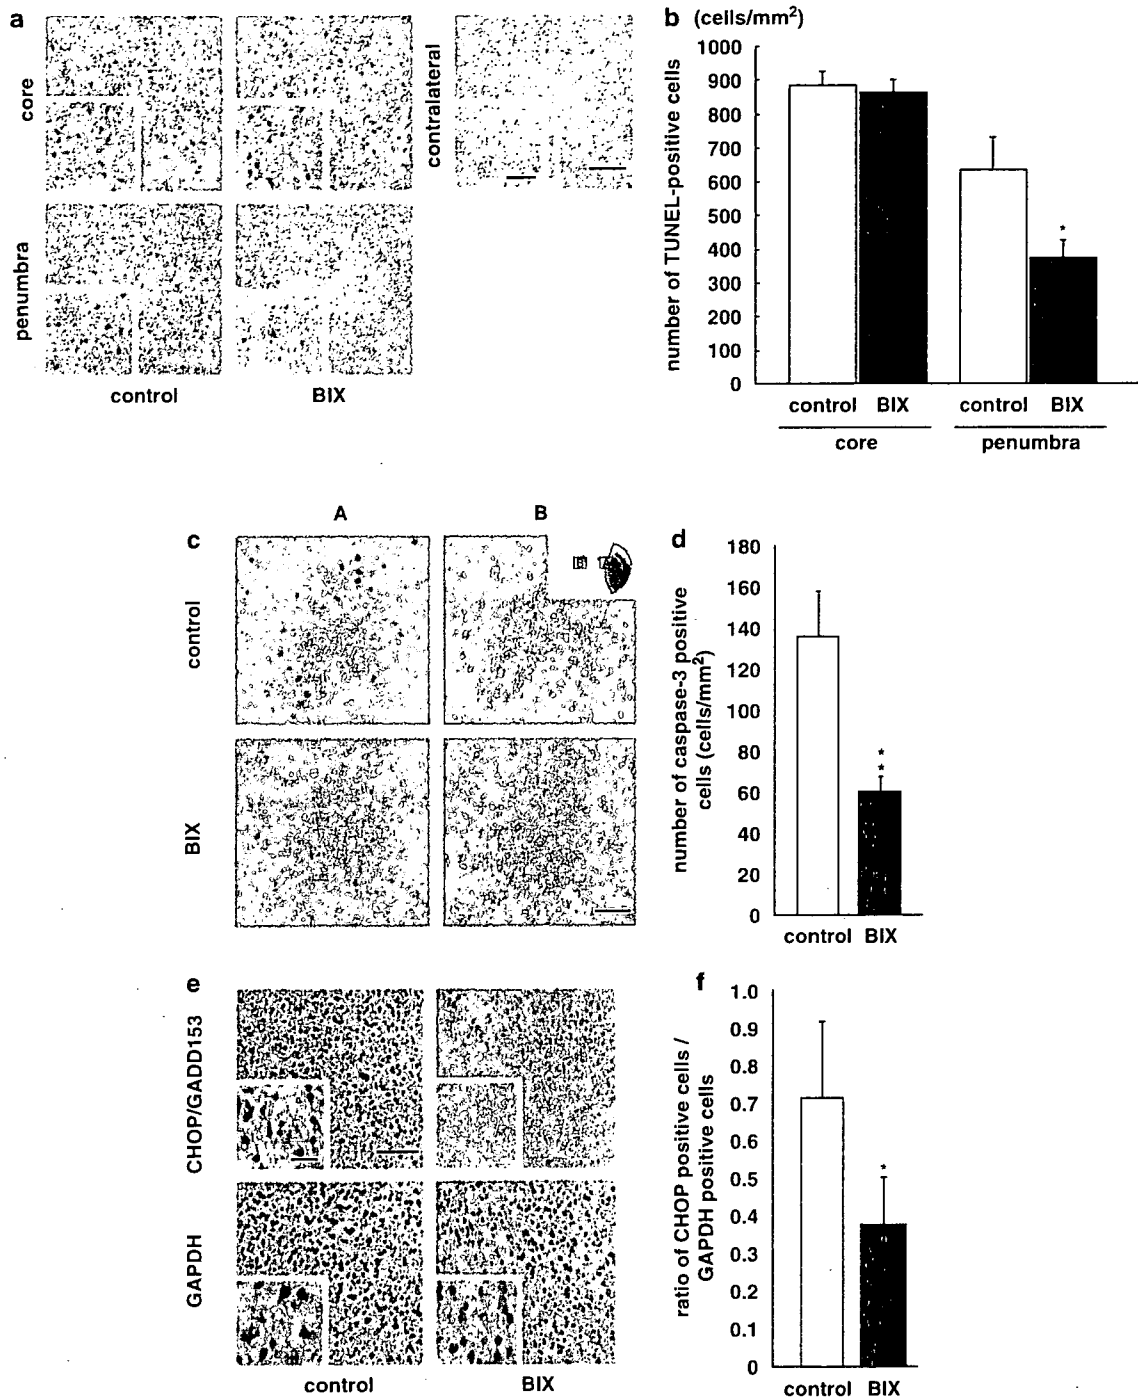 a
core
penumbra
control
BIX
contralateral
b (cells/mm²)
number of TUNEL-positive cells
1000
900
800
700
600
500
400
300
200
100
0
*
control BIX control BIX
core penumbra
c
A B
control
BIX
d
number of caspase-3 positive
cells (cells/mm²)
180
160
140
120
100
80
60
40
20
0
*
*
control BIX
e
CHOP/GADD153
GAPDH
control BIX
f
ratio of CHOP positive cells /
GAPDH positive cells
1.0
0.9
0.8
0.7
0.6
0.5
0.4
0.3
0.2
0.1
0
*
control BIX